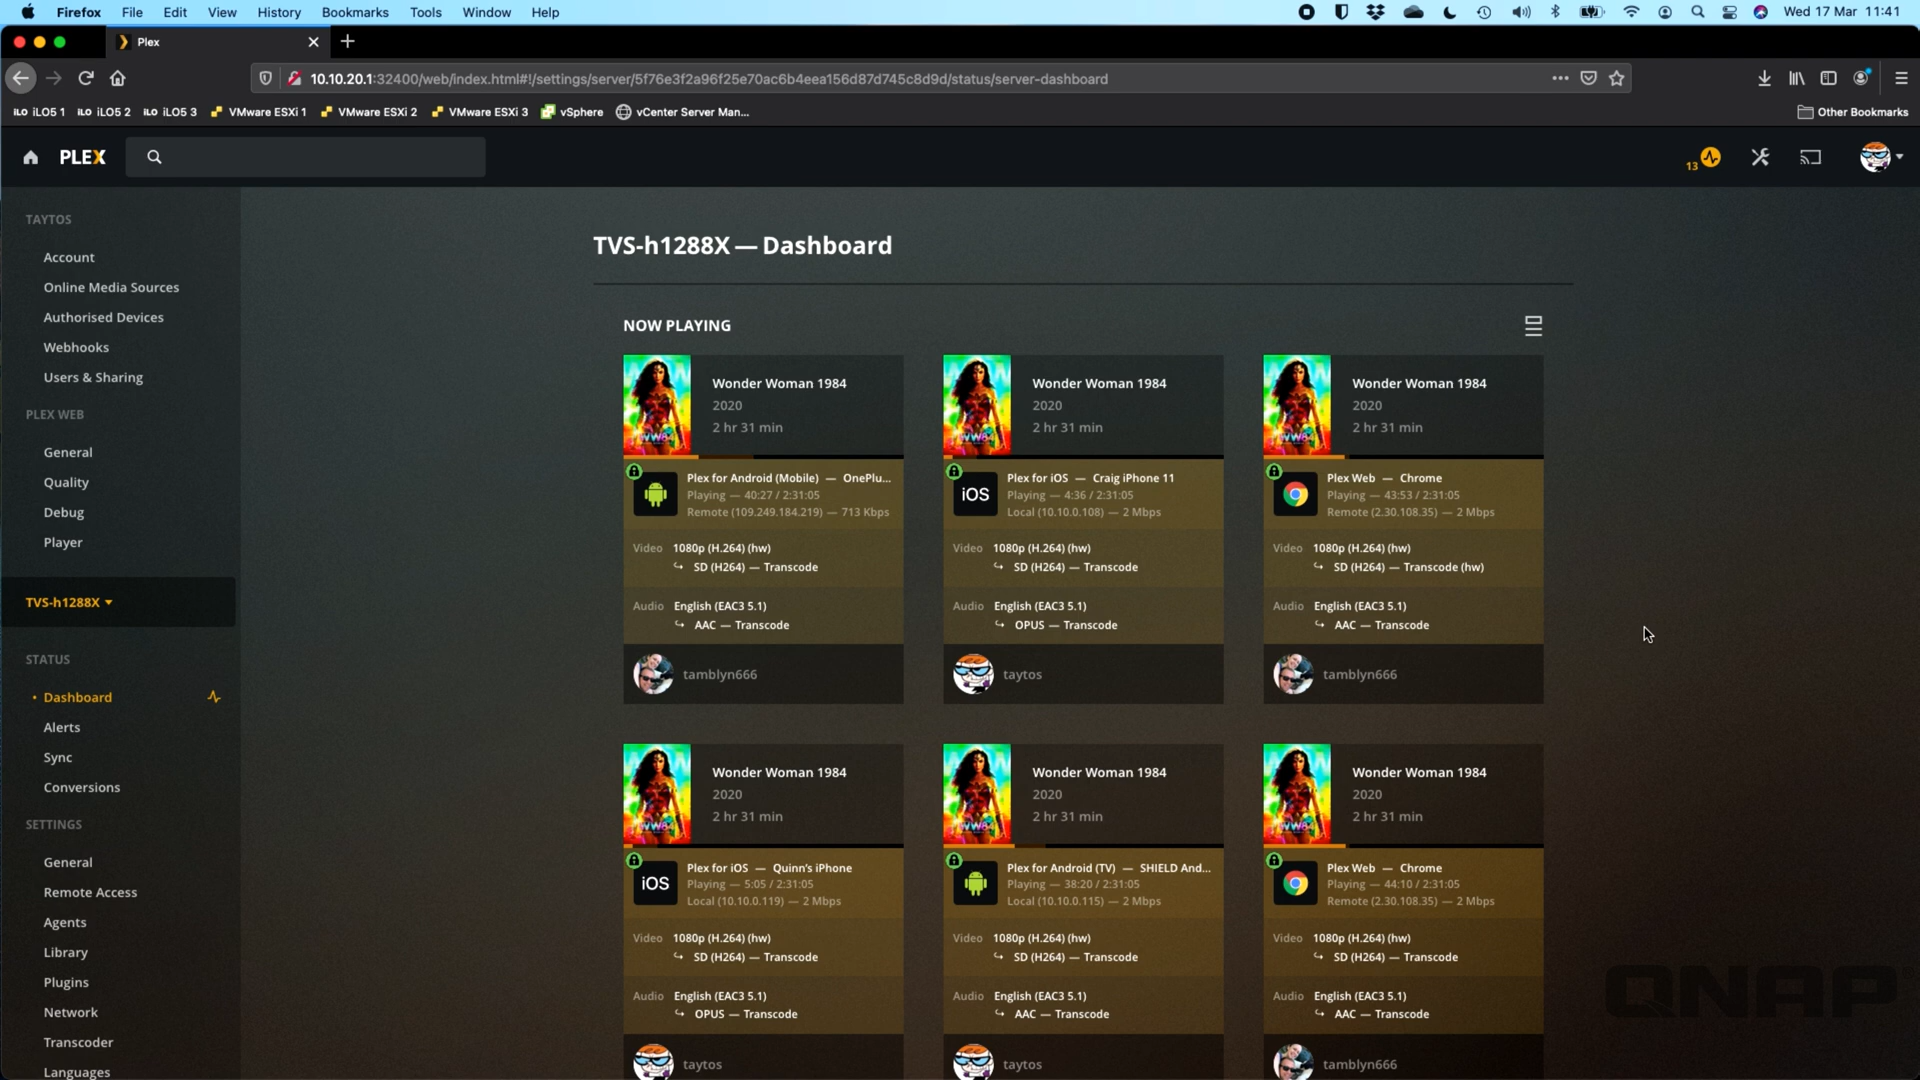 Firefox File Edit View History Bookmarks Tools Window Help Wed 17 Mar 11:41
Plex
10.10.20.1:32400/web/index.html#!/settings/server/5f76e3f2a96f25e70ac6b4eea156d87d745c8d9d/status/server-dashboard
iLO iLO5 1 iLO iLO5 2 iLO iLO5 3 VMware ESXi 1 VMware ESXi 2 VMware ESXi 3 vSphere vCenter Server Man... Other Bookmarks
PLEX 13
TAYTOS
Account
Online Media Sources
Authorised Devices
Webhooks
Users & Sharing
PLEX WEB
General
Quality
Debug
Player
TVS-h1288X
STATUS
Dashboard
Alerts
Sync
Conversions
SETTINGS
General
Remote Access
Agents
Library
Plugins
Network
Transcoder
Languages
TVS-h1288X — Dashboard
NOW PLAYING
WW84
Wonder Woman 1984
2020
2 hr 31 min
Plex for Android (Mobile) — OnePlu...
Playing — 40:27 / 2:31:05
Remote (109.249.184.219) — 713 Kbps
Video 1080p (H.264) (hw)
SD (H264) — Transcode
Audio English (EAC3 5.1)
AAC — Transcode
tamblyn666
WW84
Wonder Woman 1984
2020
2 hr 31 min
iOS
Plex for iOS — Craig iPhone 11
Playing — 4:36 / 2:31:05
Local (10.10.0.108) — 2 Mbps
Video 1080p (H.264) (hw)
SD (H264) — Transcode
Audio English (EAC3 5.1)
OPUS — Transcode
taytos
WW84
Wonder Woman 1984
2020
2 hr 31 min
Plex Web — Chrome
Playing — 43:53 / 2:31:05
Remote (2.30.108.35) — 2 Mbps
Video 1080p (H.264) (hw)
SD (H264) — Transcode (hw)
Audio English (EAC3 5.1)
AAC — Transcode
tamblyn666
WW84
Wonder Woman 1984
2020
2 hr 31 min
iOS
Plex for iOS — Quinn's iPhone
Playing — 5:05 / 2:31:05
Local (10.10.0.119) — 2 Mbps
Video 1080p (H.264) (hw)
SD (H264) — Transcode
Audio English (EAC3 5.1)
OPUS — Transcode
taytos
WW84
Wonder Woman 1984
2020
2 hr 31 min
Plex for Android (TV) — SHIELD And...
Playing — 38:20 / 2:31:05
Local (10.10.0.115) — 2 Mbps
Video 1080p (H.264) (hw)
SD (H264) — Transcode
Audio English (EAC3 5.1)
AAC — Transcode
taytos
WW84
Wonder Woman 1984
2020
2 hr 31 min
Plex Web — Chrome
Playing — 44:10 / 2:31:05
Remote (2.30.108.35) — 2 Mbps
Video 1080p (H.264) (hw)
SD (H264) — Transcode
Audio English (EAC3 5.1)
AAC — Transcode
tamblyn666
QNAP